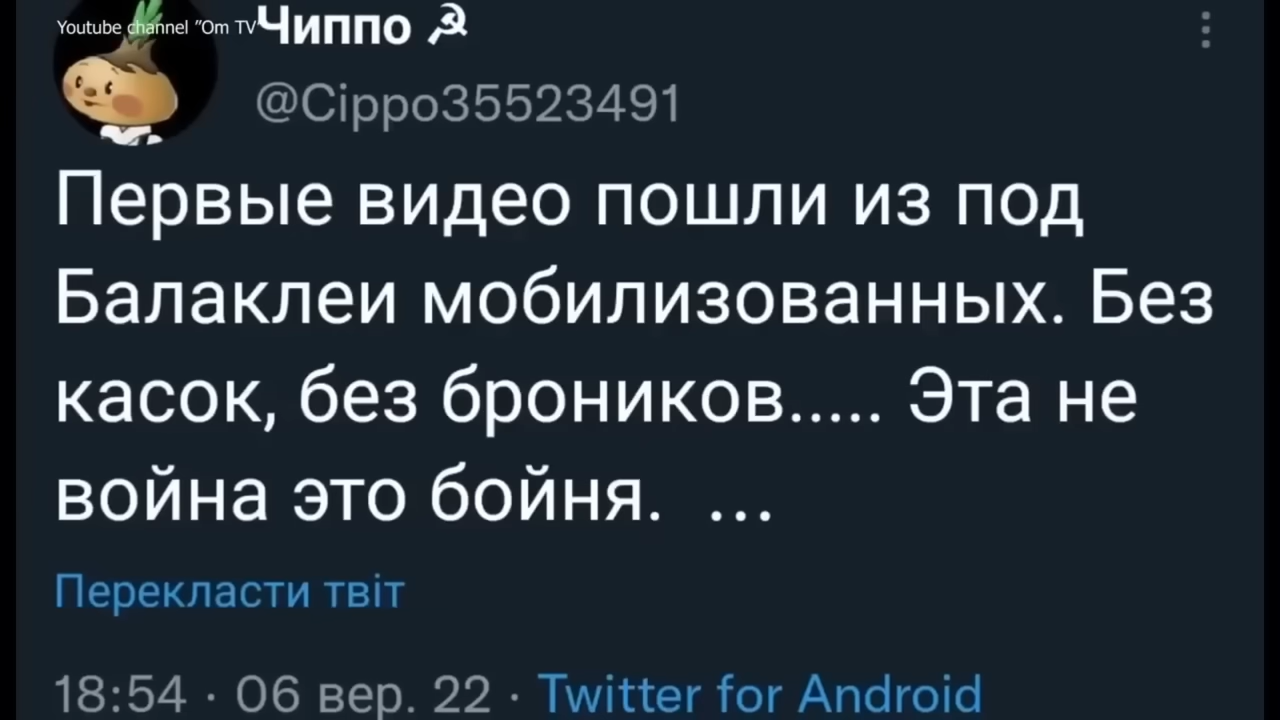 Youtube channel "Om TV"
Чиппо ☭
@Cippo35523491
Первые видео пошли из под
Балаклеи мобилизованных. Без
касок, без броников..... Эта не
война это бойня.  ...
Перекласти твіт
18:54 · 06 вер. 22 · Twitter for Android